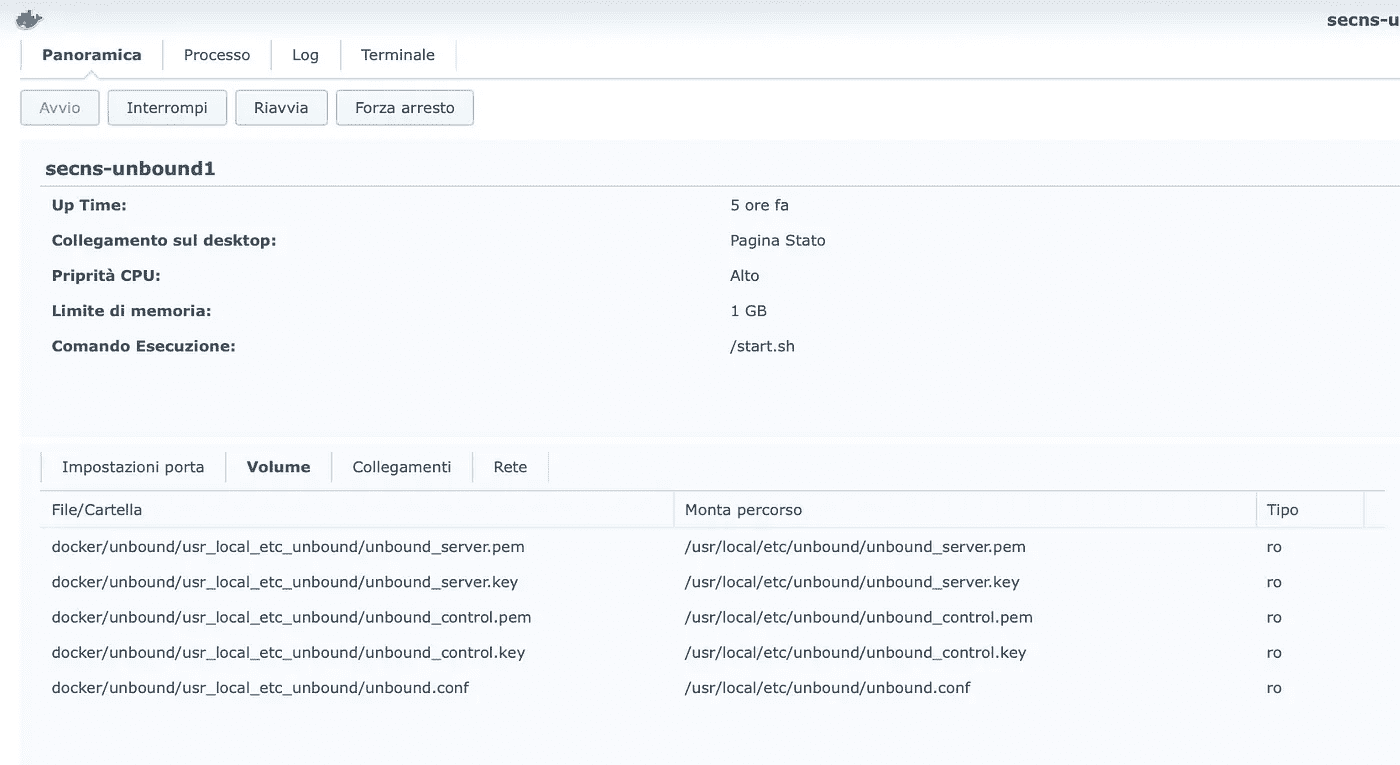 secns-u
Panoramica Processo Log Terminale
Avvio Interrompi Riavvia Forza arresto
secns-unbound1
Up Time: 5 ore fa
Collegamento sul desktop: Pagina Stato
Priprità CPU: Alto
Limite di memoria: 1 GB
Comando Esecuzione: /start.sh
Impostazioni porta Volume Collegamenti Rete
File/Cartella Monta percorso Tipo
docker/unbound/usr_local_etc_unbound/unbound_server.pem /usr/local/etc/unbound/unbound_server.pem ro
docker/unbound/usr_local_etc_unbound/unbound_server.key /usr/local/etc/unbound/unbound_server.key ro
docker/unbound/usr_local_etc_unbound/unbound_control.pem /usr/local/etc/unbound/unbound_control.pem ro
docker/unbound/usr_local_etc_unbound/unbound_control.key /usr/local/etc/unbound/unbound_control.key ro
docker/unbound/usr_local_etc_unbound/unbound.conf /usr/local/etc/unbound/unbound.conf ro